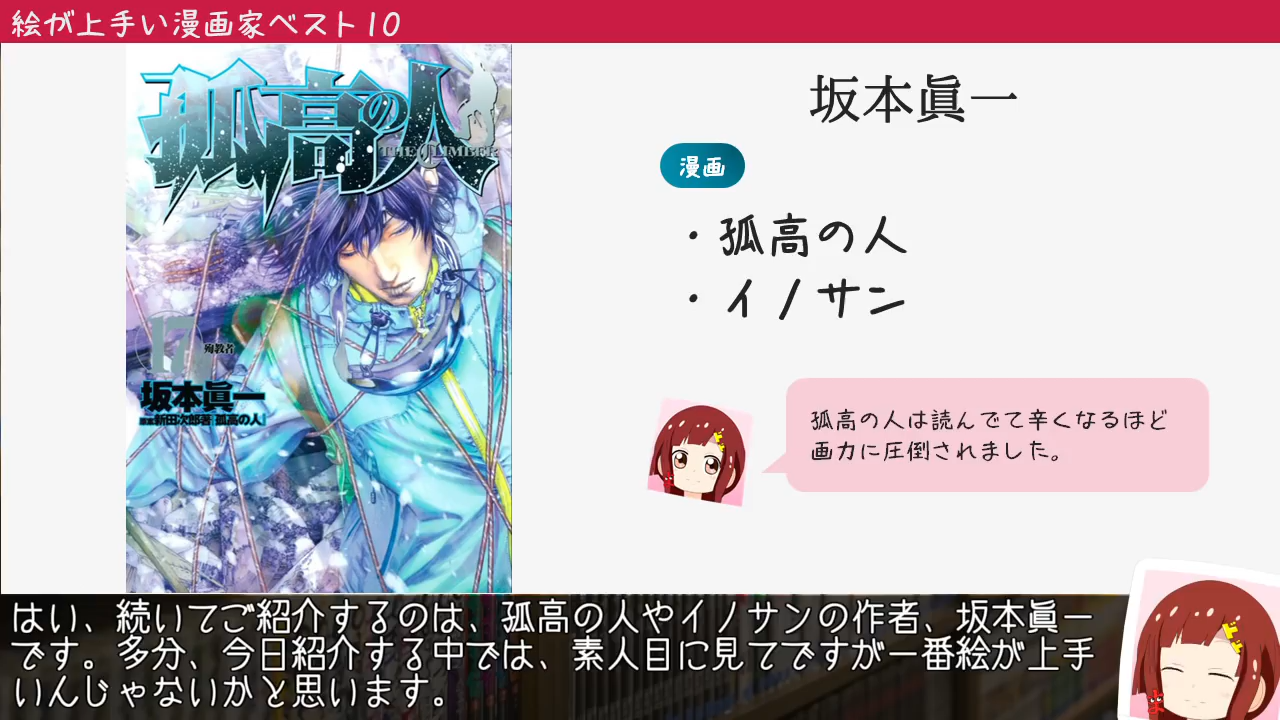 絵が上手い漫画家ベスト10
孤高の人
THE CLIMBER
17
殉教者
坂本眞一
原案・新田次郎著「孤高の人」
坂本眞一
漫画
・孤高の人
・イノサン
孤高の人は読んでて辛くなるほど
画力に圧倒されました。
はい、続いてご紹介するのは、孤高の人やイノサンの作者、坂本眞一
です。多分、今日紹介する中では、素人目に見てですが一番絵が上手
いんじゃないかと思います。